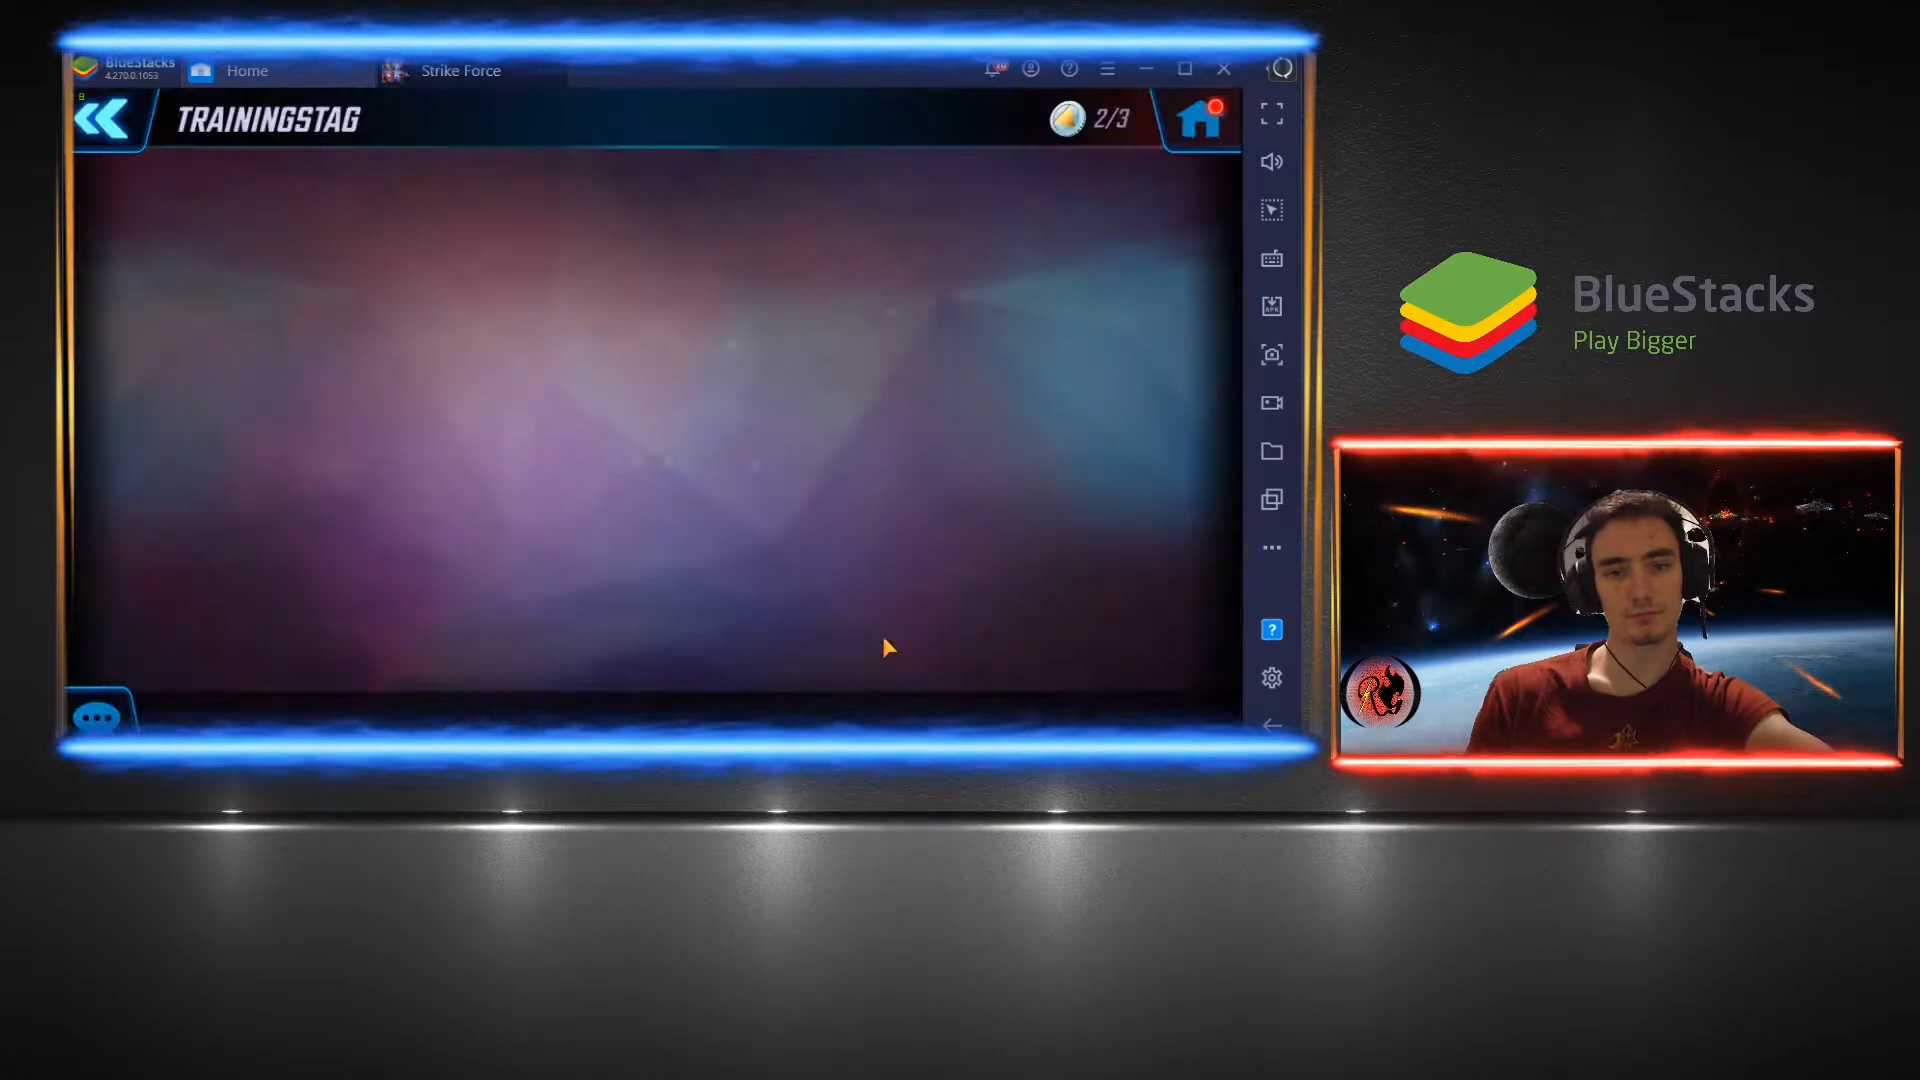 BlueStacks
4.270.0.1053
Home
Strike Force
TRAININGSTAG
2/3
BlueStacks
Play Bigger